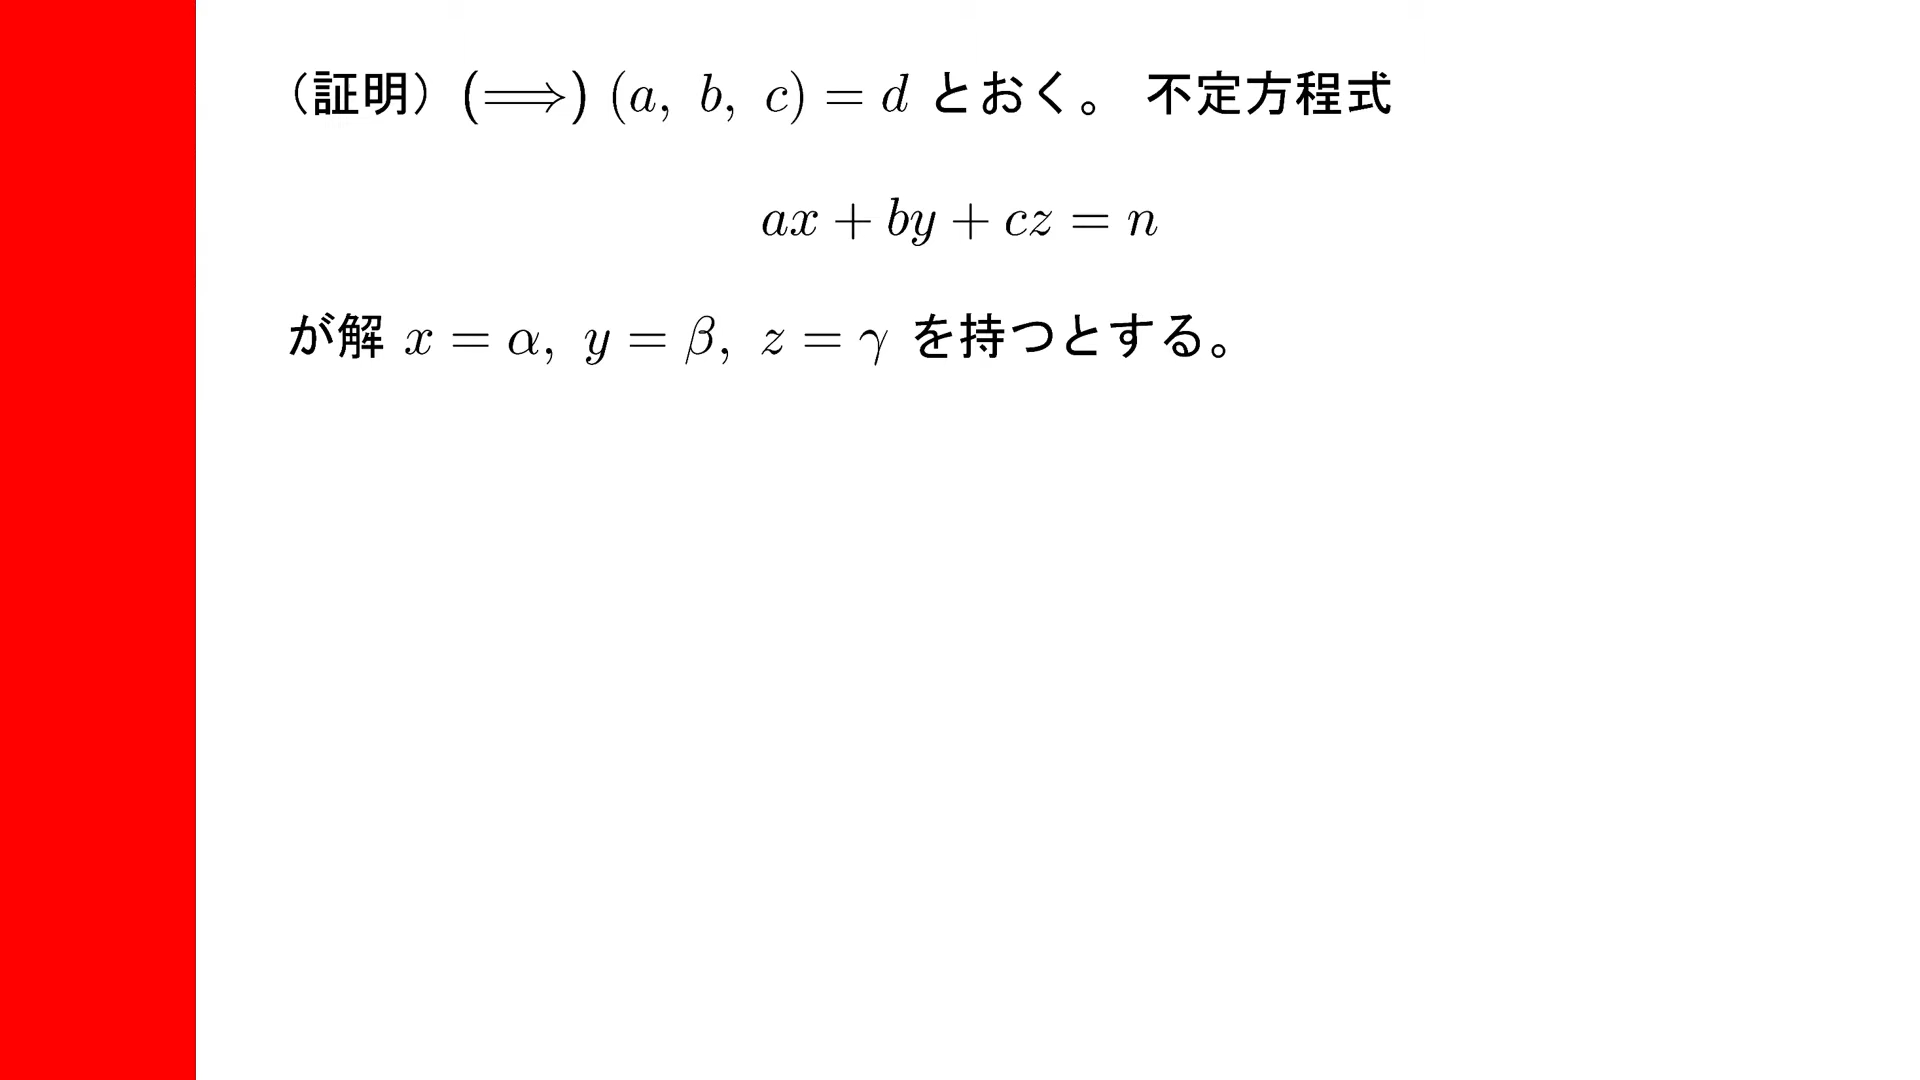 （証明）(⟹) (a, b, c) = d とおく。 不定方程式
ax + by + cz = n
が解 x = α, y = β, z = γ を持つとする。